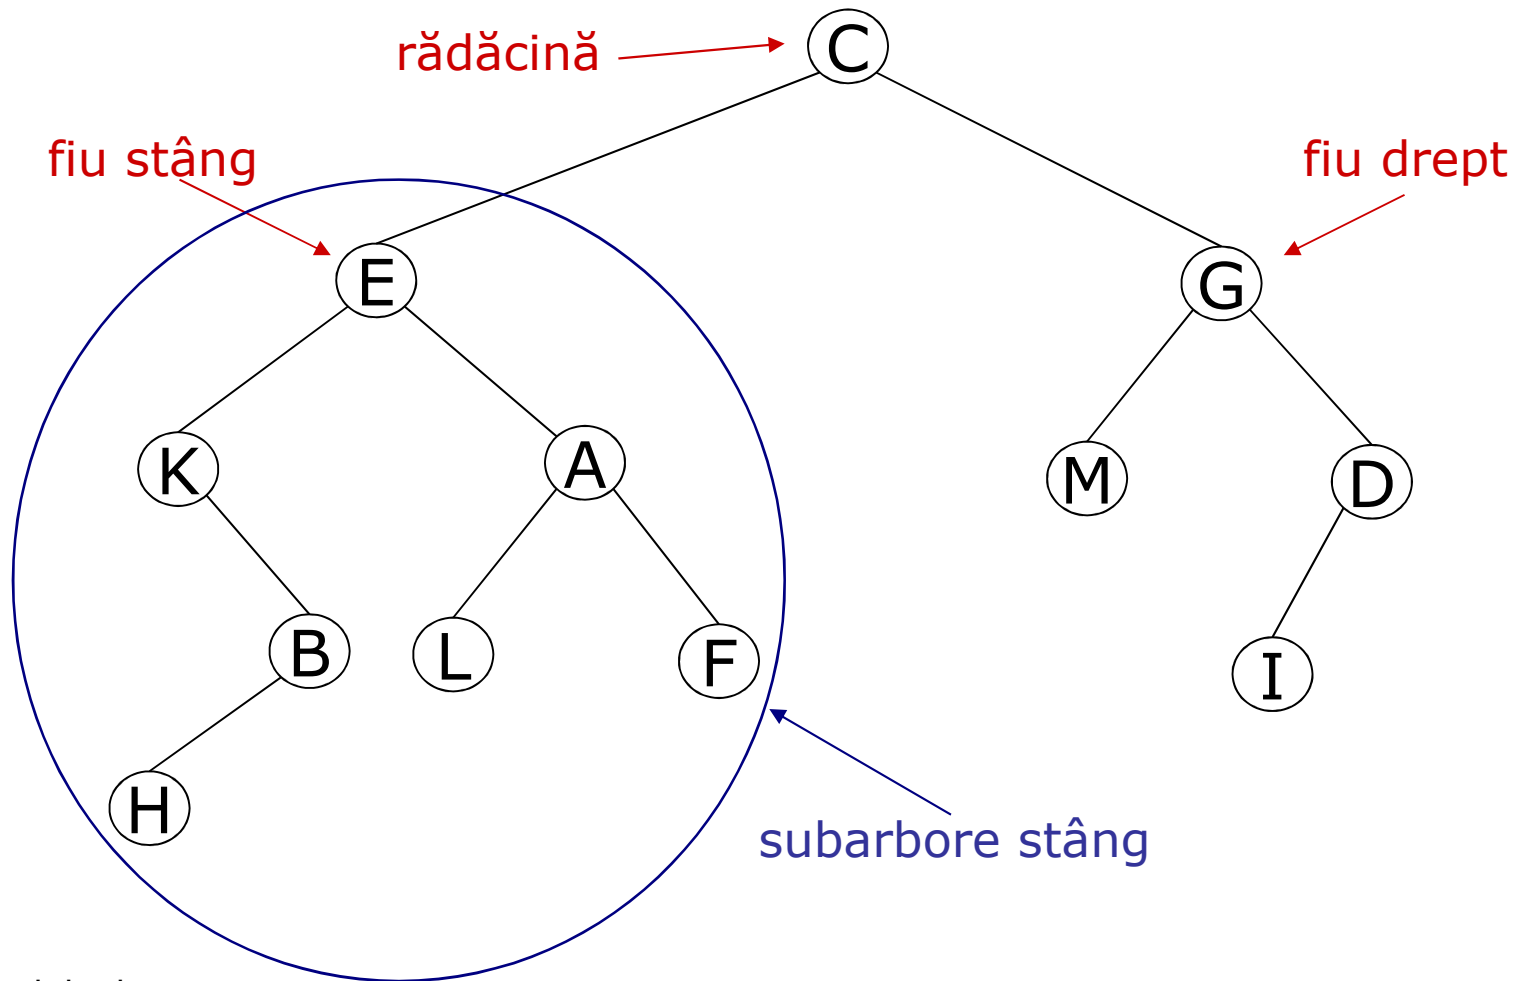 C
rădăcină
fiu stâng
fiu drept
E
G
K
A
M
D
B
L
F
I
H
subarbore stâng